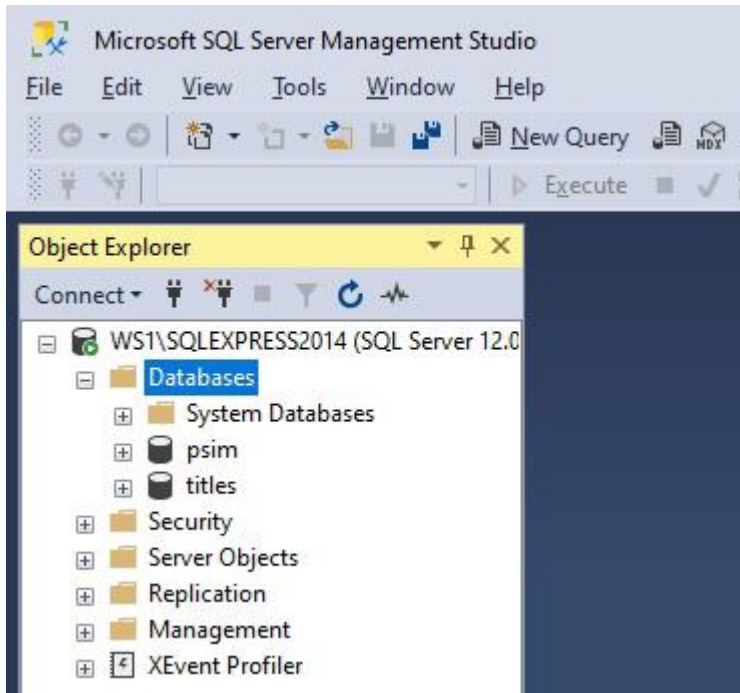 Microsoft SQL Server Management Studio
File Edit View Tools Window Help
New Query MDX
Execute
Object Explorer
Connect
WS1\SQLEXPRESS2014 (SQL Server 12.0
Databases
System Databases
psim
titles
Security
Server Objects
Replication
Management
XEvent Profiler